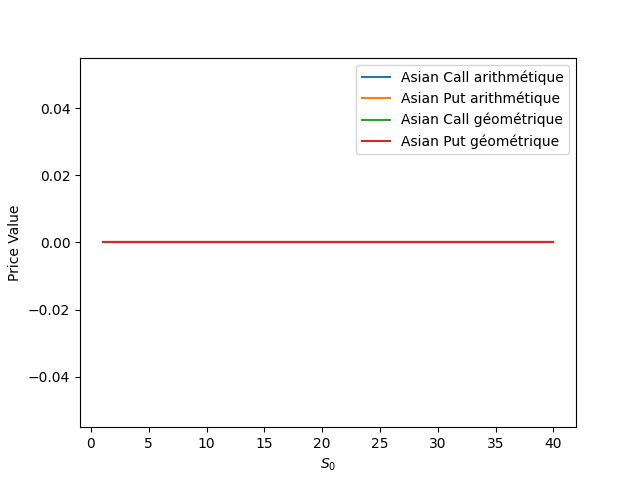 Asian Call arithmétique
Asian Put arithmétique
Asian Call géométrique
Asian Put géométrique
0.04
0.02
0.00
−0.02
−0.04
Price Value
0 5 10 15 20 25 30 35 40
S₀